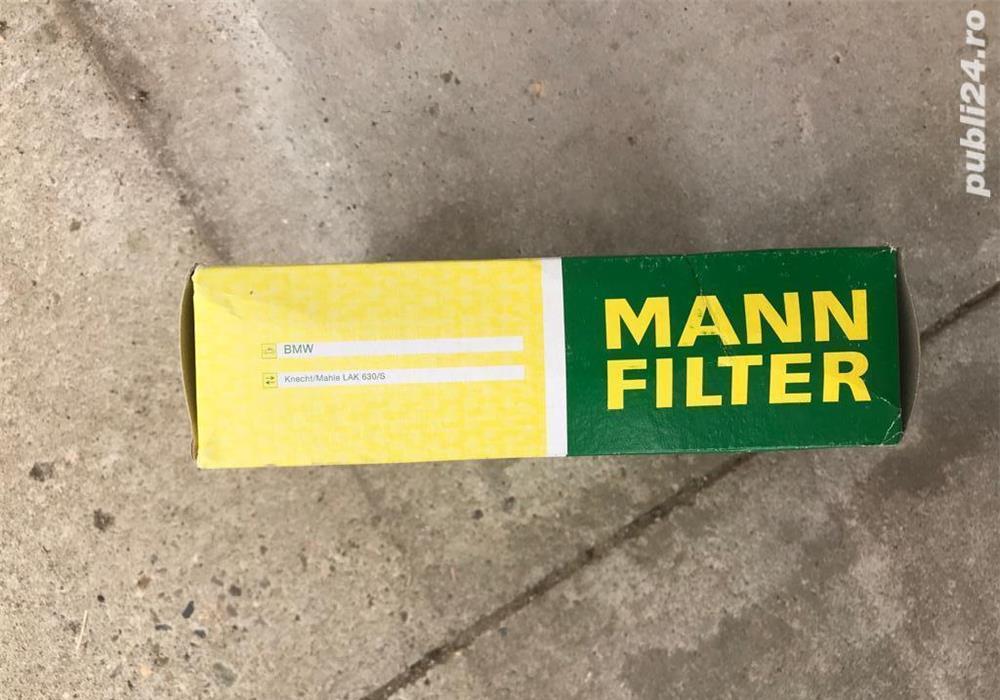 BMW
Knecht/Mahle LAK 630/S
MANN
FILTER
publi24.ro